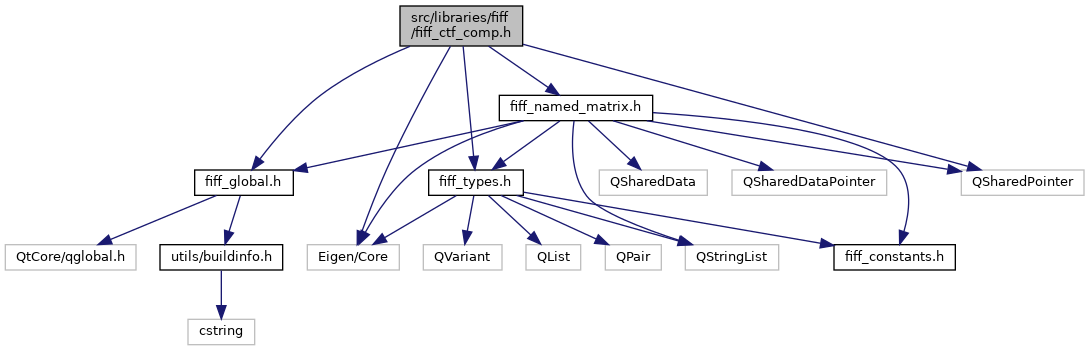 src/libraries/fiff
/fiff_ctf_comp.h
fiff_named_matrix.h
fiff_global.h
fiff_types.h
QSharedData
QSharedDataPointer
QSharedPointer
QtCore/qglobal.h
utils/buildinfo.h
Eigen/Core
QVariant
QList
QPair
QStringList
fiff_constants.h
cstring